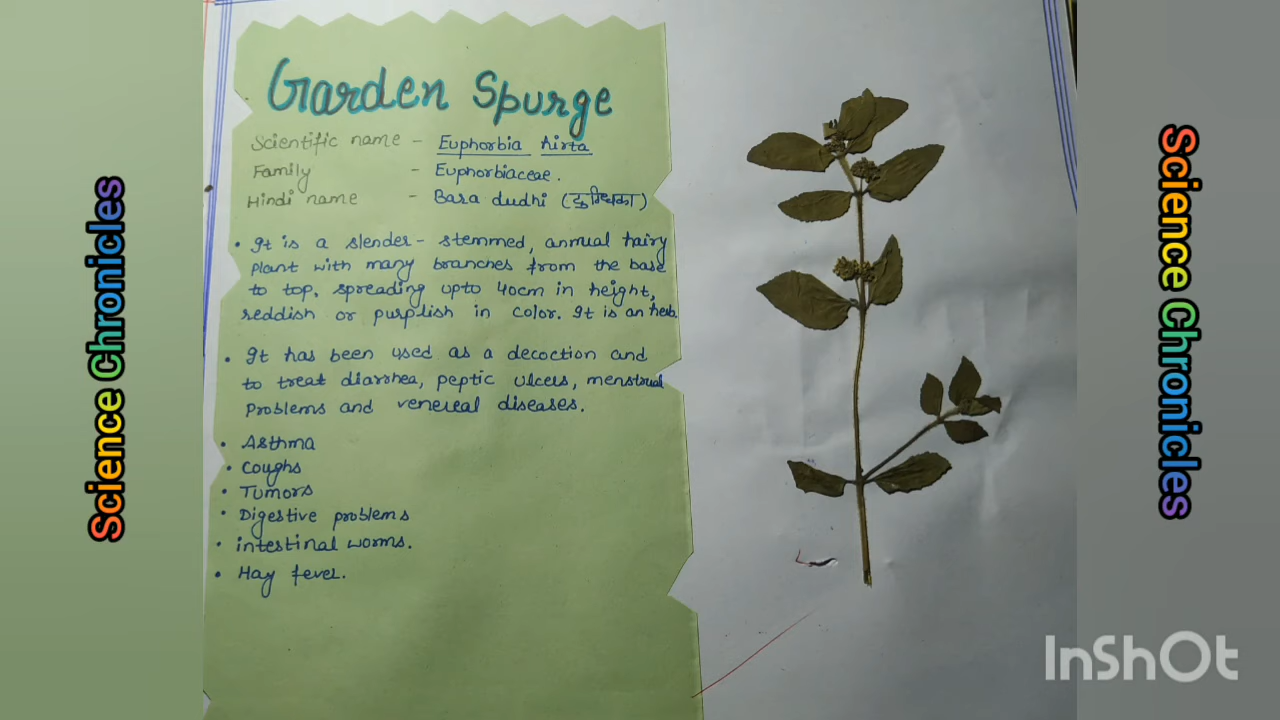 Garden Spurge
Scientific name - Euphorbia hirta
Family - Euphorbiaceae.
Hindi name - Bara dudhi (दुग्धिका)
• It is a slender - stemmed, annual hairy
plant with many branches from the base
to top. spreading upto 40cm in height,
reddish or purplish in color. It is an herb.
• It has been used as a decoction and
to treat diarrhea, peptic ulcers, menstrual
problems and venereal diseases.
• Asthma
• Coughs
• Tumors
• Digestive problems
• intestinal worms.
• Hay fever.
Science Chronicles
Science Chronicles
InShOt